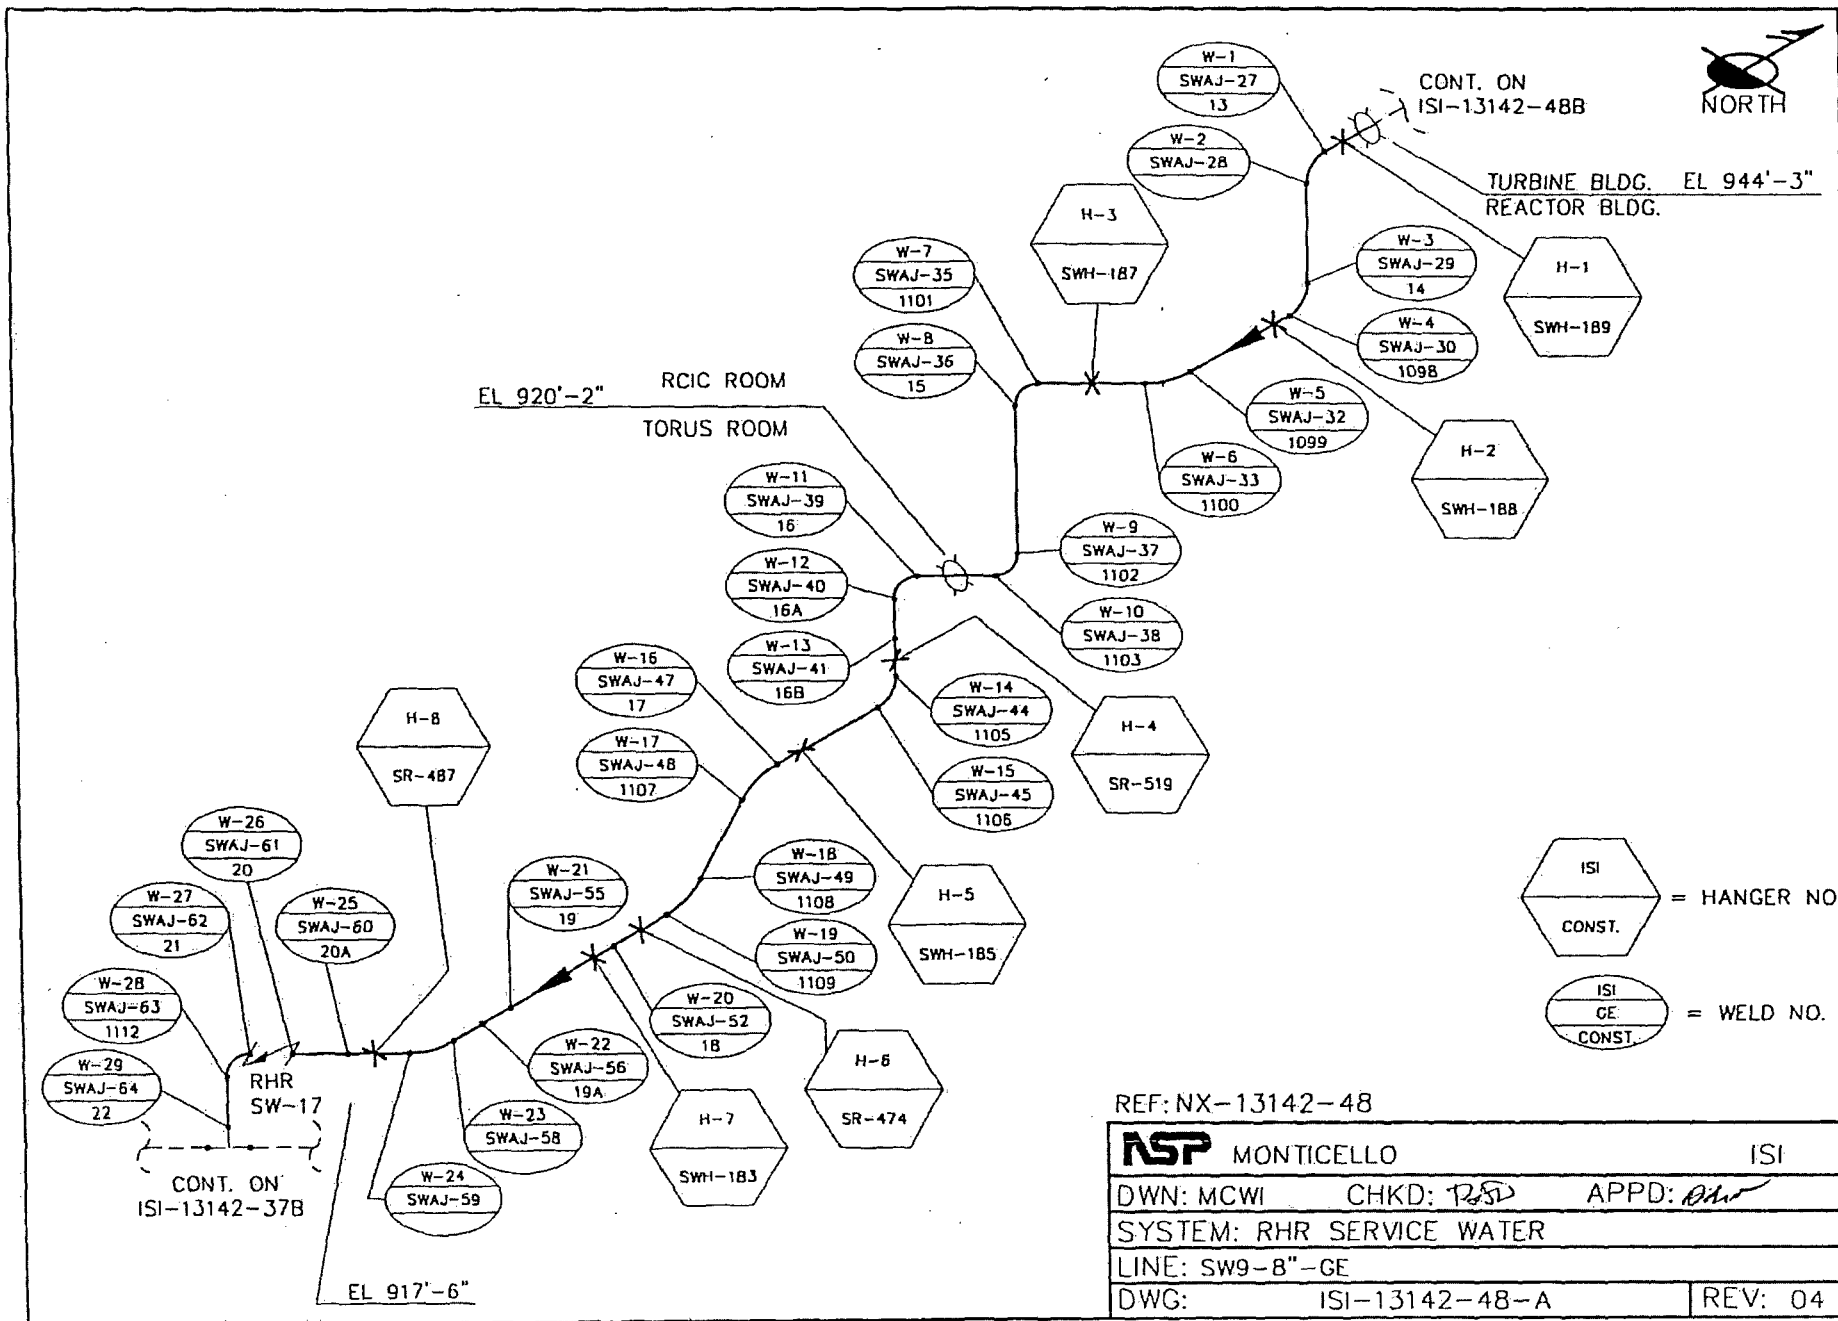 W-1
SWAJ-27
13
CONT. ON
ISI-13142-48B
NORTH
W-2
SWAJ-28
TURBINE BLDG. EL 944'-3"
REACTOR BLDG.
H-3
SWH-187
W-3
SWAJ-29
14
H-1
SWH-189
W-7
SWAJ-35
1101
W-4
SWAJ-30
1098
W-8
SWAJ-36
15
RCIC ROOM
EL 920'-2"
TORUS ROOM
W-5
SWAJ-32
1099
H-2
SWH-188
W-6
SWAJ-33
1100
W-11
SWAJ-39
16
W-9
SWAJ-37
1102
W-12
SWAJ-40
16A
W-10
SWAJ-38
1103
W-13
SWAJ-41
16B
W-16
SWAJ-47
17
W-14
SWAJ-44
1105
H-8
SR-487
H-4
SR-519
W-17
SWAJ-48
1107
W-15
SWAJ-45
1106
W-26
SWAJ-61
20
W-18
SWAJ-49
1108
W-21
SWAJ-55
19
H-5
SWH-185
ISI
CONST.
= HANGER NO
W-27
SWAJ-62
21
W-25
SWAJ-60
20A
W-19
SWAJ-50
1109
W-28
SWAJ-63
1112
W-20
SWAJ-52
18
ISI
GE
CONST.
= WELD NO.
W-22
SWAJ-56
19A
H-6
SR-474
W-29
SWAJ-64
22
RHR
SW-17
W-23
SWAJ-58
H-7
SWH-183
W-24
SWAJ-59
CONT. ON
ISI-13142-37B
EL 917'-6"
REF: NX-13142-48
NSP MONTICELLO ISI
DWN: MCWI CHKD: APPD:
SYSTEM: RHR SERVICE WATER
LINE: SW9-8"-GE
DWG: ISI-13142-48-A REV: 04